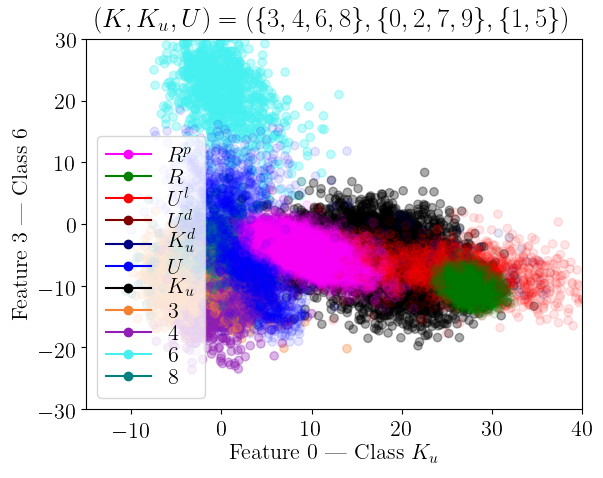 (K, K_u, U) = ({3, 4, 6, 8}, {0, 2, 7, 9}, {1, 5})
30
20
10
0
−10
−20
−30
Feature 3 — Class 6
R^p
R
U^l
U^d
K_u^d
U
K_u
3
4
6
8
−10
0
10
20
30
40
Feature 0 — Class K_u